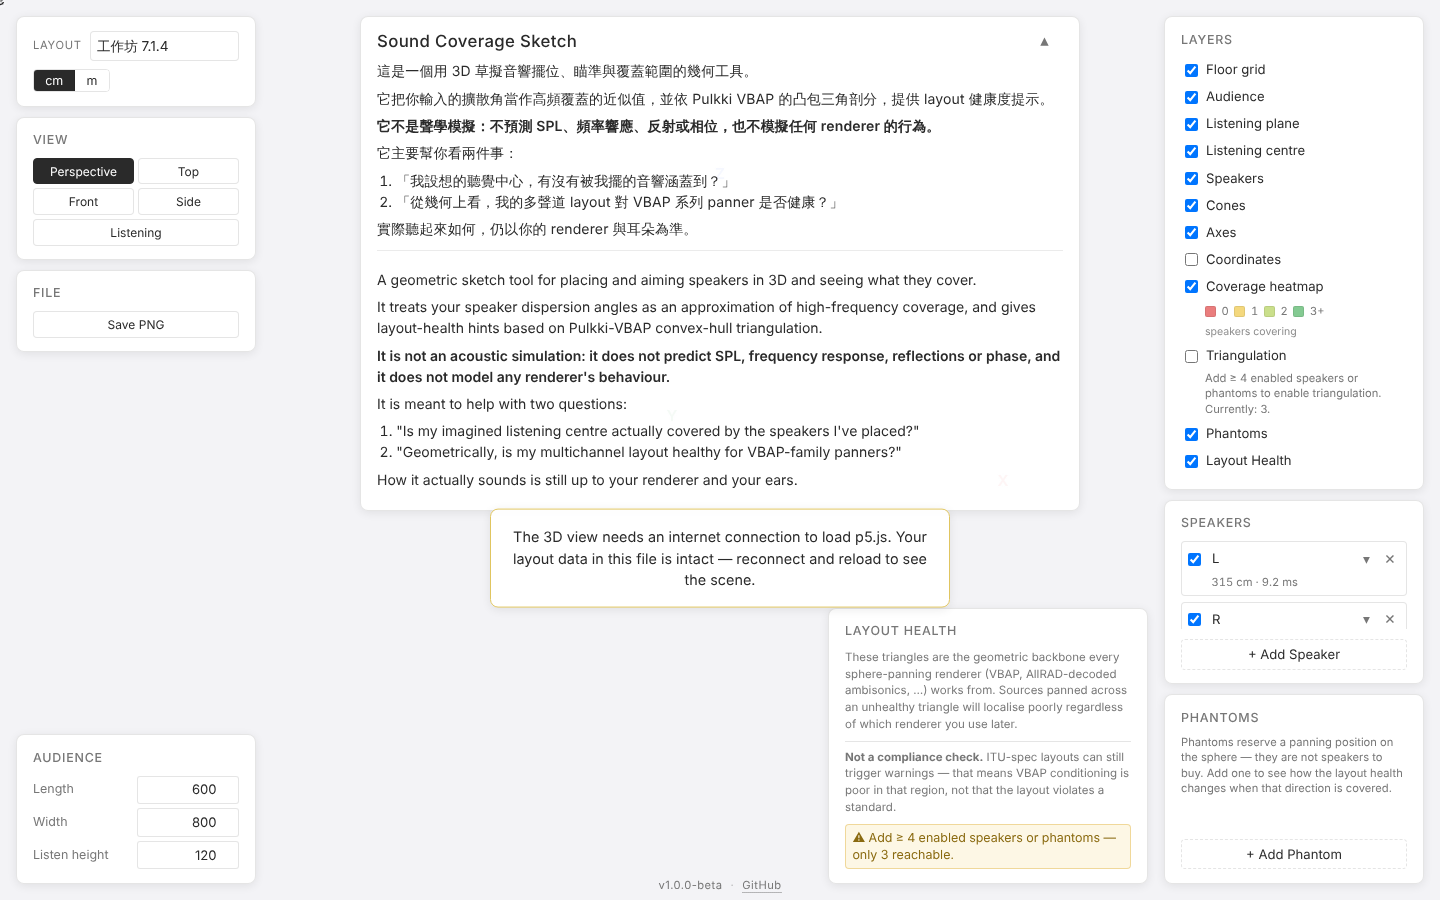 LAYOUT
工作坊 7.1.4
cm
m
VIEW
Perspective
Top
Front
Side
Listening
FILE
Save PNG
AUDIENCE
Length
600
Width
800
Listen height
120
Sound Coverage Sketch
▲
這是一個用 3D 草擬音響擺位、瞄準與覆蓋範圍的幾何工具。
它把你輸入的擴散角當作高頻覆蓋的近似值，並依 Pulkki VBAP 的凸包三角剖分，提供 layout 健康度提示。
它不是聲學模擬：不預測 SPL、頻率響應、反射或相位，也不模擬任何 renderer 的行為。
它主要幫你看兩件事：
1. 「我設想的聽覺中心，有沒有被我擺的音響涵蓋到？」
2. 「從幾何上看，我的多聲道 layout 對 VBAP 系列 panner 是否健康？」
實際聽起來如何，仍以你的 renderer 與耳朵為準。
A geometric sketch tool for placing and aiming speakers in 3D and seeing what they cover.
It treats your speaker dispersion angles as an approximation of high-frequency coverage, and gives
layout-health hints based on Pulkki-VBAP convex-hull triangulation.
It is not an acoustic simulation: it does not predict SPL, frequency response, reflections or phase, and
it does not model any renderer's behaviour.
It is meant to help with two questions:
Y
1. "Is my imagined listening centre actually covered by the speakers I've placed?"
2. "Geometrically, is my multichannel layout healthy for VBAP-family panners?"
How it actually sounds is still up to your renderer and your ears.
X
The 3D view needs an internet connection to load p5.js. Your
layout data in this file is intact — reconnect and reload to see
the scene.
LAYOUT HEALTH
These triangles are the geometric backbone every
sphere-panning renderer (VBAP, AllRAD-decoded
ambisonics, …) works from. Sources panned across
an unhealthy triangle will localise poorly regardless
of which renderer you use later.
Not a compliance check. ITU-spec layouts can still
trigger warnings — that means VBAP conditioning is
poor in that region, not that the layout violates a
standard.
⚠ Add ≥ 4 enabled speakers or phantoms —
only 3 reachable.
v1.0.0-beta · GitHub
LAYERS
Floor grid
Audience
Listening plane
Listening centre
Speakers
Cones
Axes
Coordinates
Coverage heatmap
0 1 2 3+
speakers covering
Triangulation
Add ≥ 4 enabled speakers or
phantoms to enable triangulation.
Currently: 3.
Phantoms
Layout Health
SPEAKERS
L ▼ ✕
315 cm · 9.2 ms
R ▼ ✕
+ Add Speaker
PHANTOMS
Phantoms reserve a panning position on
the sphere — they are not speakers to
buy. Add one to see how the layout health
changes when that direction is covered.
+ Add Phantom